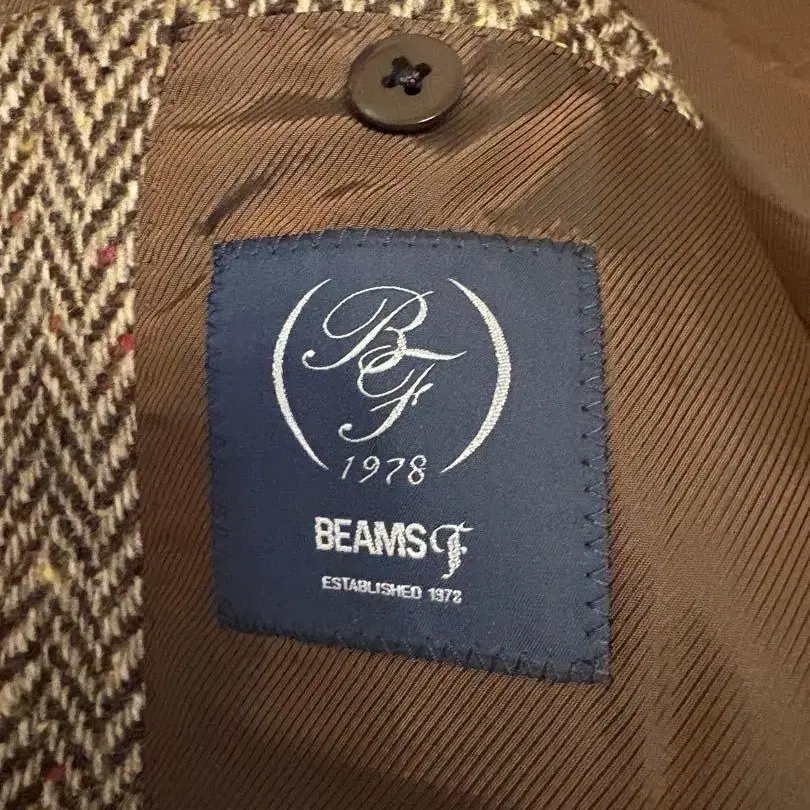 BF
1978
BEAMS F
ESTABLISHED 1978